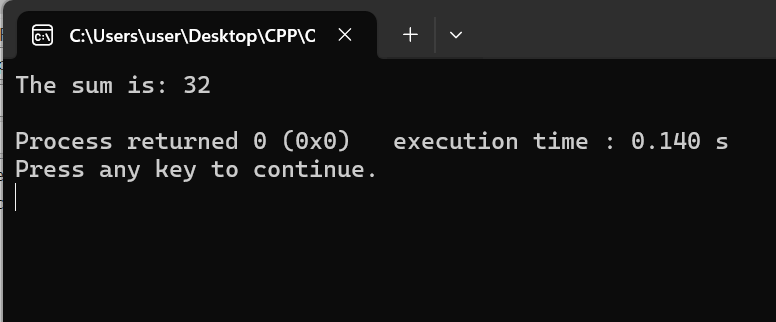 C:\Users\user\Desktop\CPP\C
The sum is: 32
Process returned 0 (0x0)   execution time : 0.140 s
Press any key to continue.